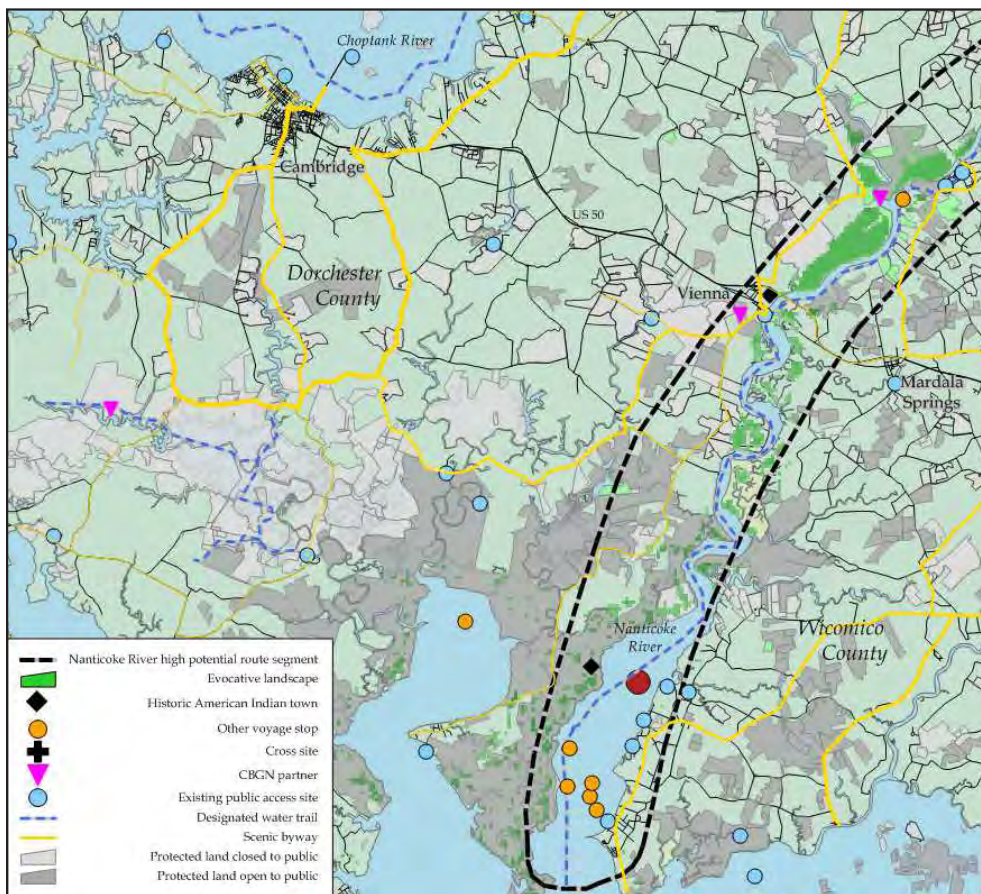 Choptank River
Cambridge
US 50
Dorchester
County
Vienna
Mardala
Springs
Nanticoke
River
Wicomico
County
Nanticoke River high potential route segment
Evocative landscape
Historic American Indian town
Other voyage stop
Cross site
CBGN partner
Existing public access site
Designated water trail
Scenic byway
Protected land closed to public
Protected land open to public